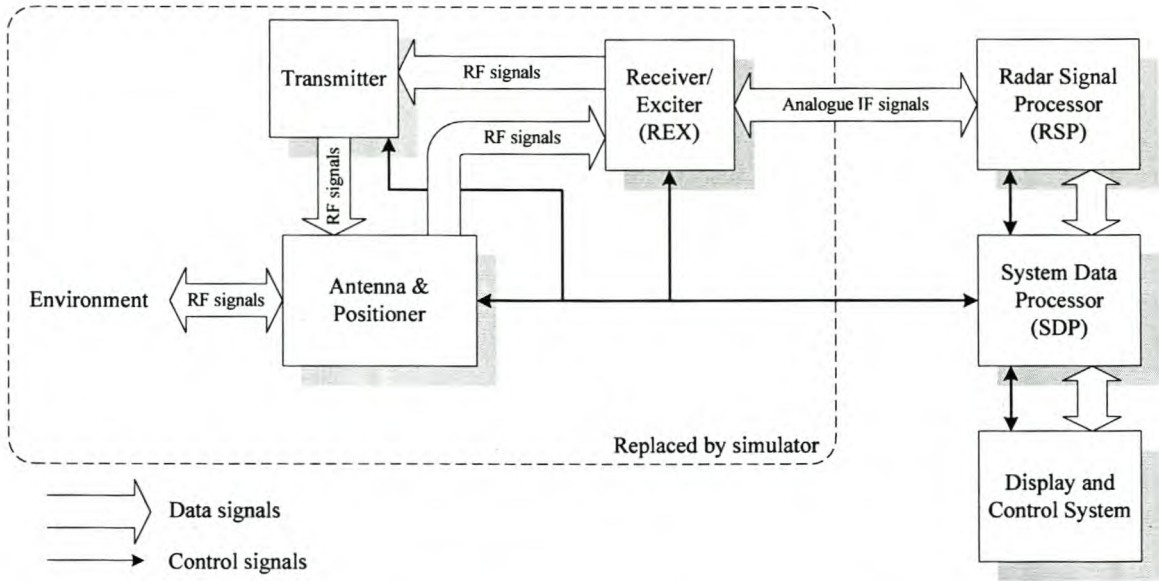 Transmitter
RF signals
Receiver/
Exciter
(REX)
Analogue IF signals
Radar Signal
Processor
(RSP)
RF signals
RF signals
Environment
RF signals
Antenna &
Positioner
System Data
Processor
(SDP)
Replaced by simulator
Display and
Control System
Data signals
Control signals